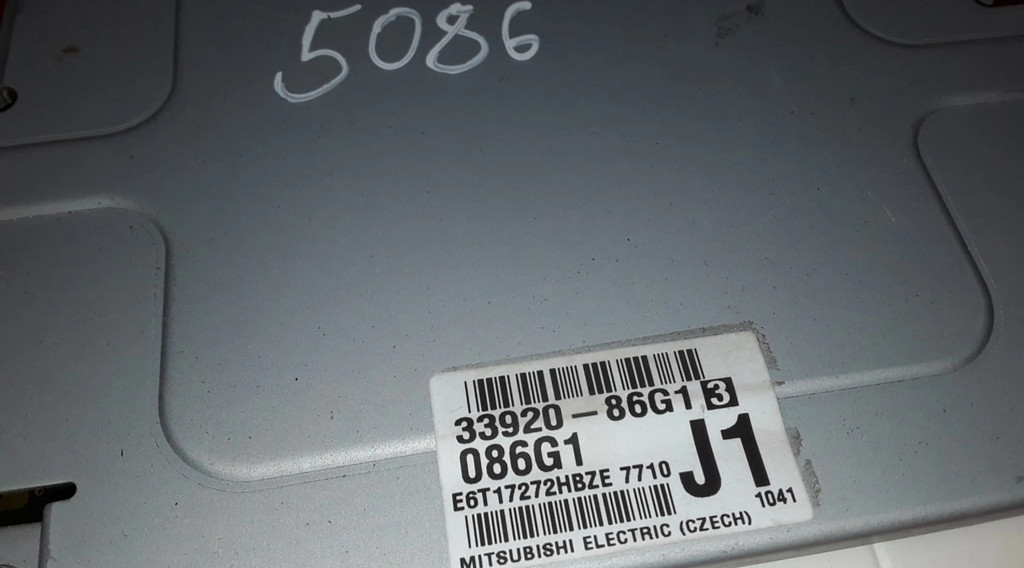 5086
33920-86G1 3
086G1
J1
E6T17272HBZE 7710
1041
MITSUBISHI ELECTRIC (CZECH)